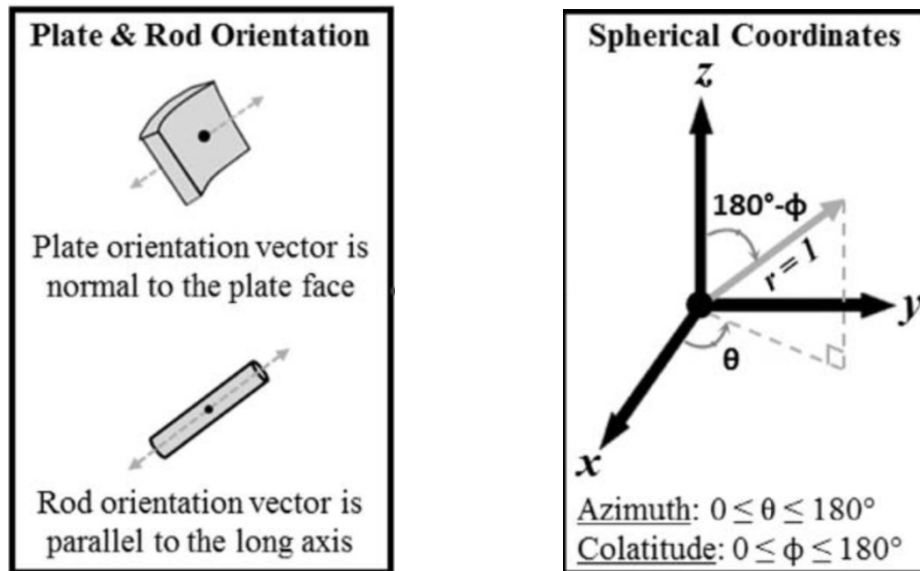 Plate & Rod Orientation
Plate orientation vector is
normal to the plate face
Rod orientation vector is
parallel to the long axis
Spherical Coordinates
z
180°-ϕ
r = 1
y
θ
x
Azimuth: 0 ≤ θ ≤ 180°
Colatitude: 0 ≤ ϕ ≤ 180°